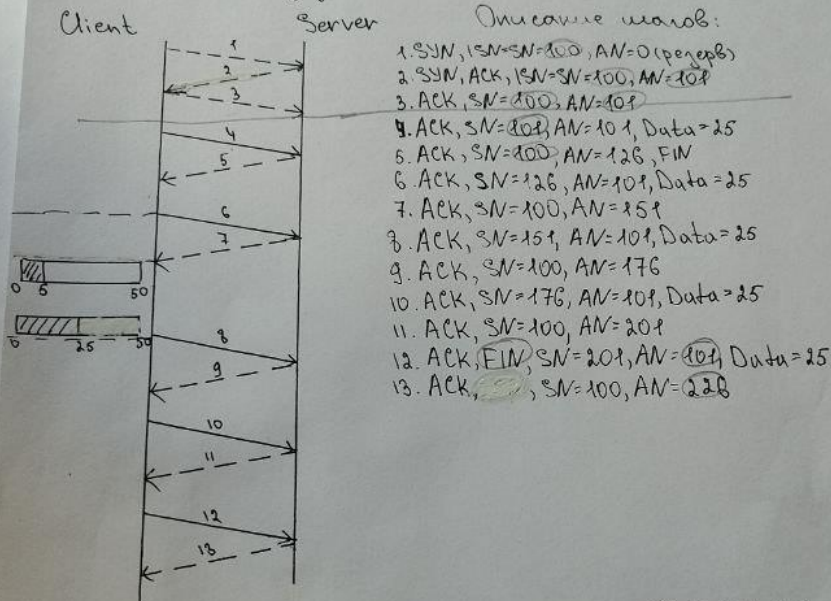 Client Server Описание шагов:
1. SYN, ISN=SN=100, AN=0(резерв)
2. SYN, ACK, ISN=SN=100, AN=101
3. ACK, SN=100, AN=101
4. ACK, SN=101, AN=101, Data=25
5. ACK, SN=100, AN=126, FIN
6. ACK, SN=126, AN=101, Data=25
7. ACK, SN=100, AN=151
8. ACK, SN=151, AN=101, Data=25
9. ACK, SN=100, AN=176
10. ACK, SN=176, AN=101, Data=25
11. ACK, SN=100, AN=201
12. ACK, FIN, SN=201, AN=101, Data=25
13. ACK, , SN=100, AN=226
1
2
3
4
5
6
7
0 5 50
0 25 50
8
9
10
11
12
13